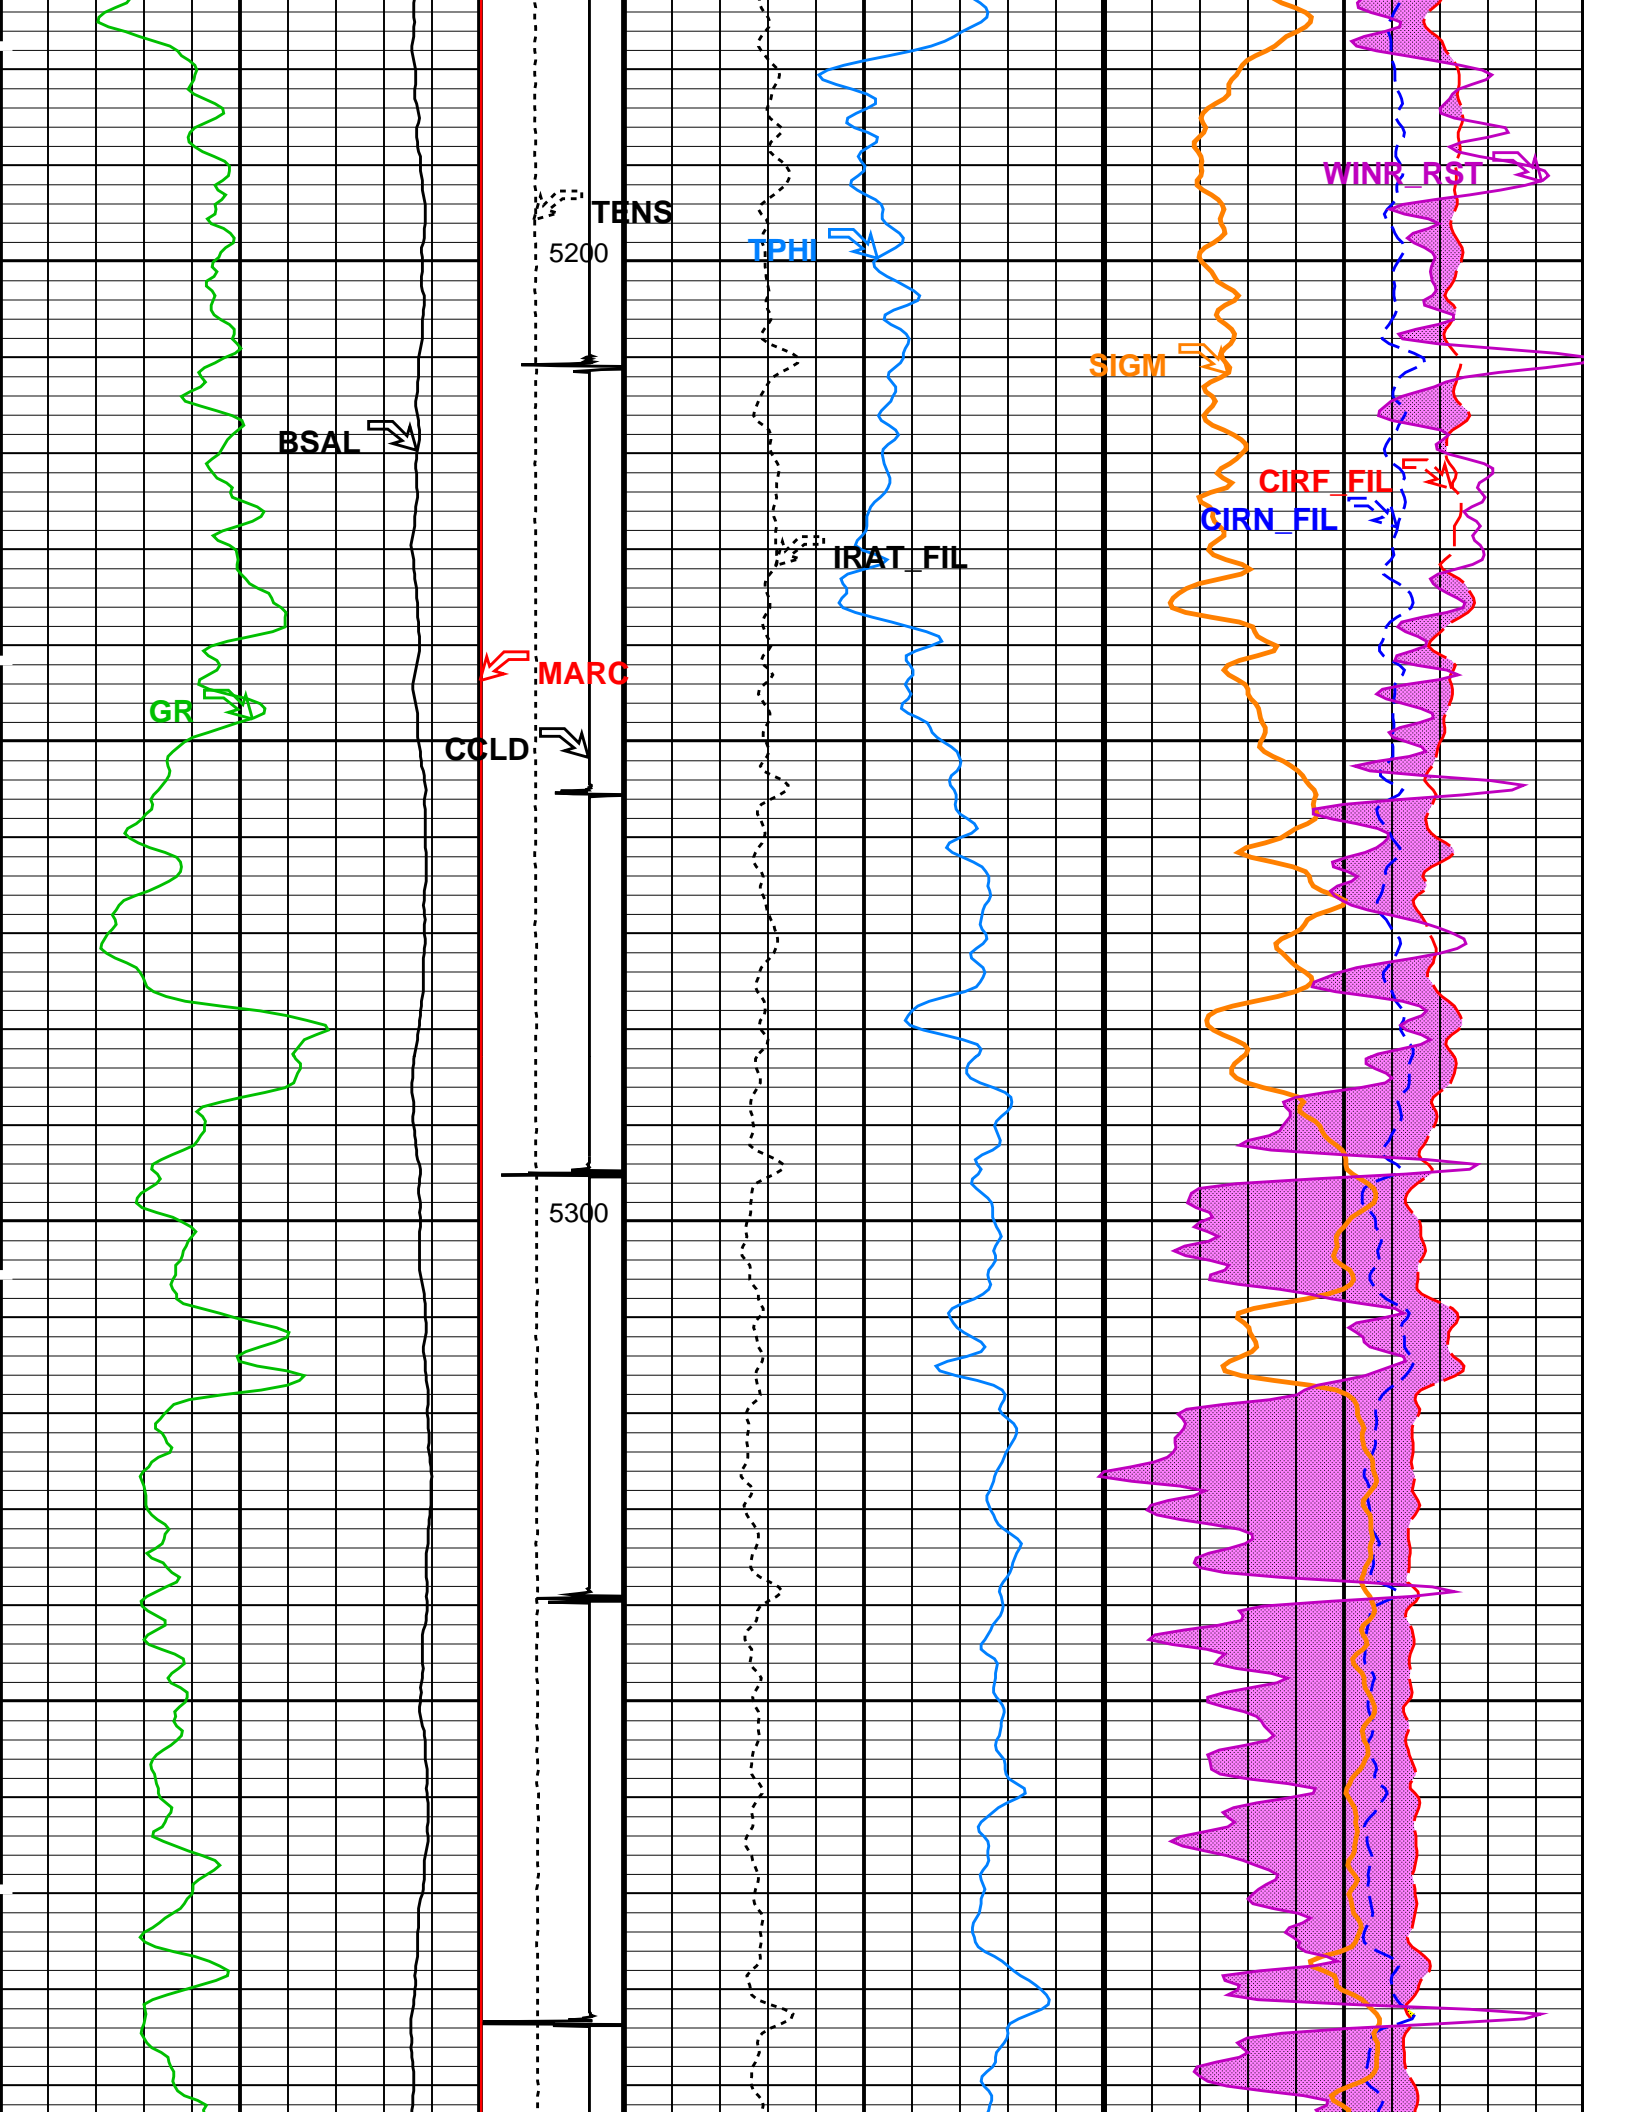 WINR_RST
TENS
TPHI
5200
SIGM
BSAL
CIRF_FIL
CIRN_FIL
IRAT_FIL
MARC
GR
CCLD
5300